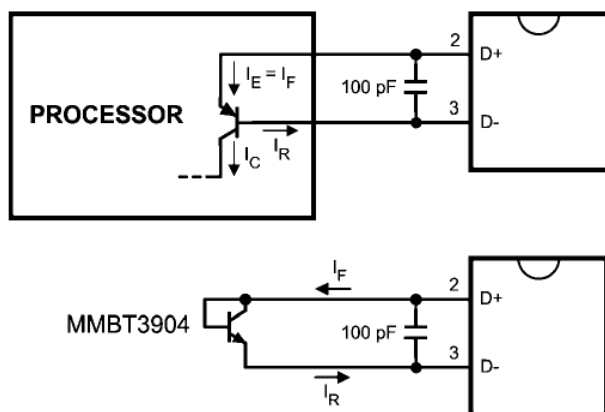 2
D+
I_E = I_F
100 pF
PROCESSOR
3
D-
I_R
I_C
I_F
2
D+
MMBT3904
100 pF
3
D-
I_R